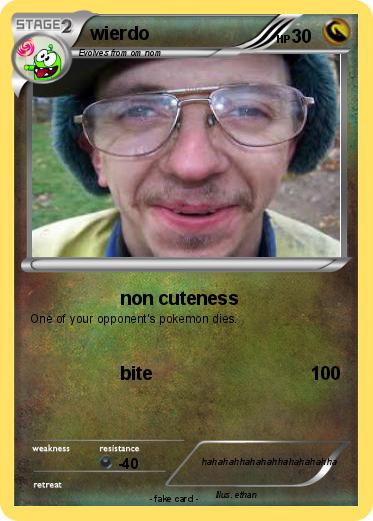 STAGE2
wierdo HP30
Evolves from om nom
non cuteness
One of your opponent's pokemon dies.
bite 100
weakness resistance
-40
hahahahhahahahhahahahahha
retreat
Illus. ethan
- fake card -